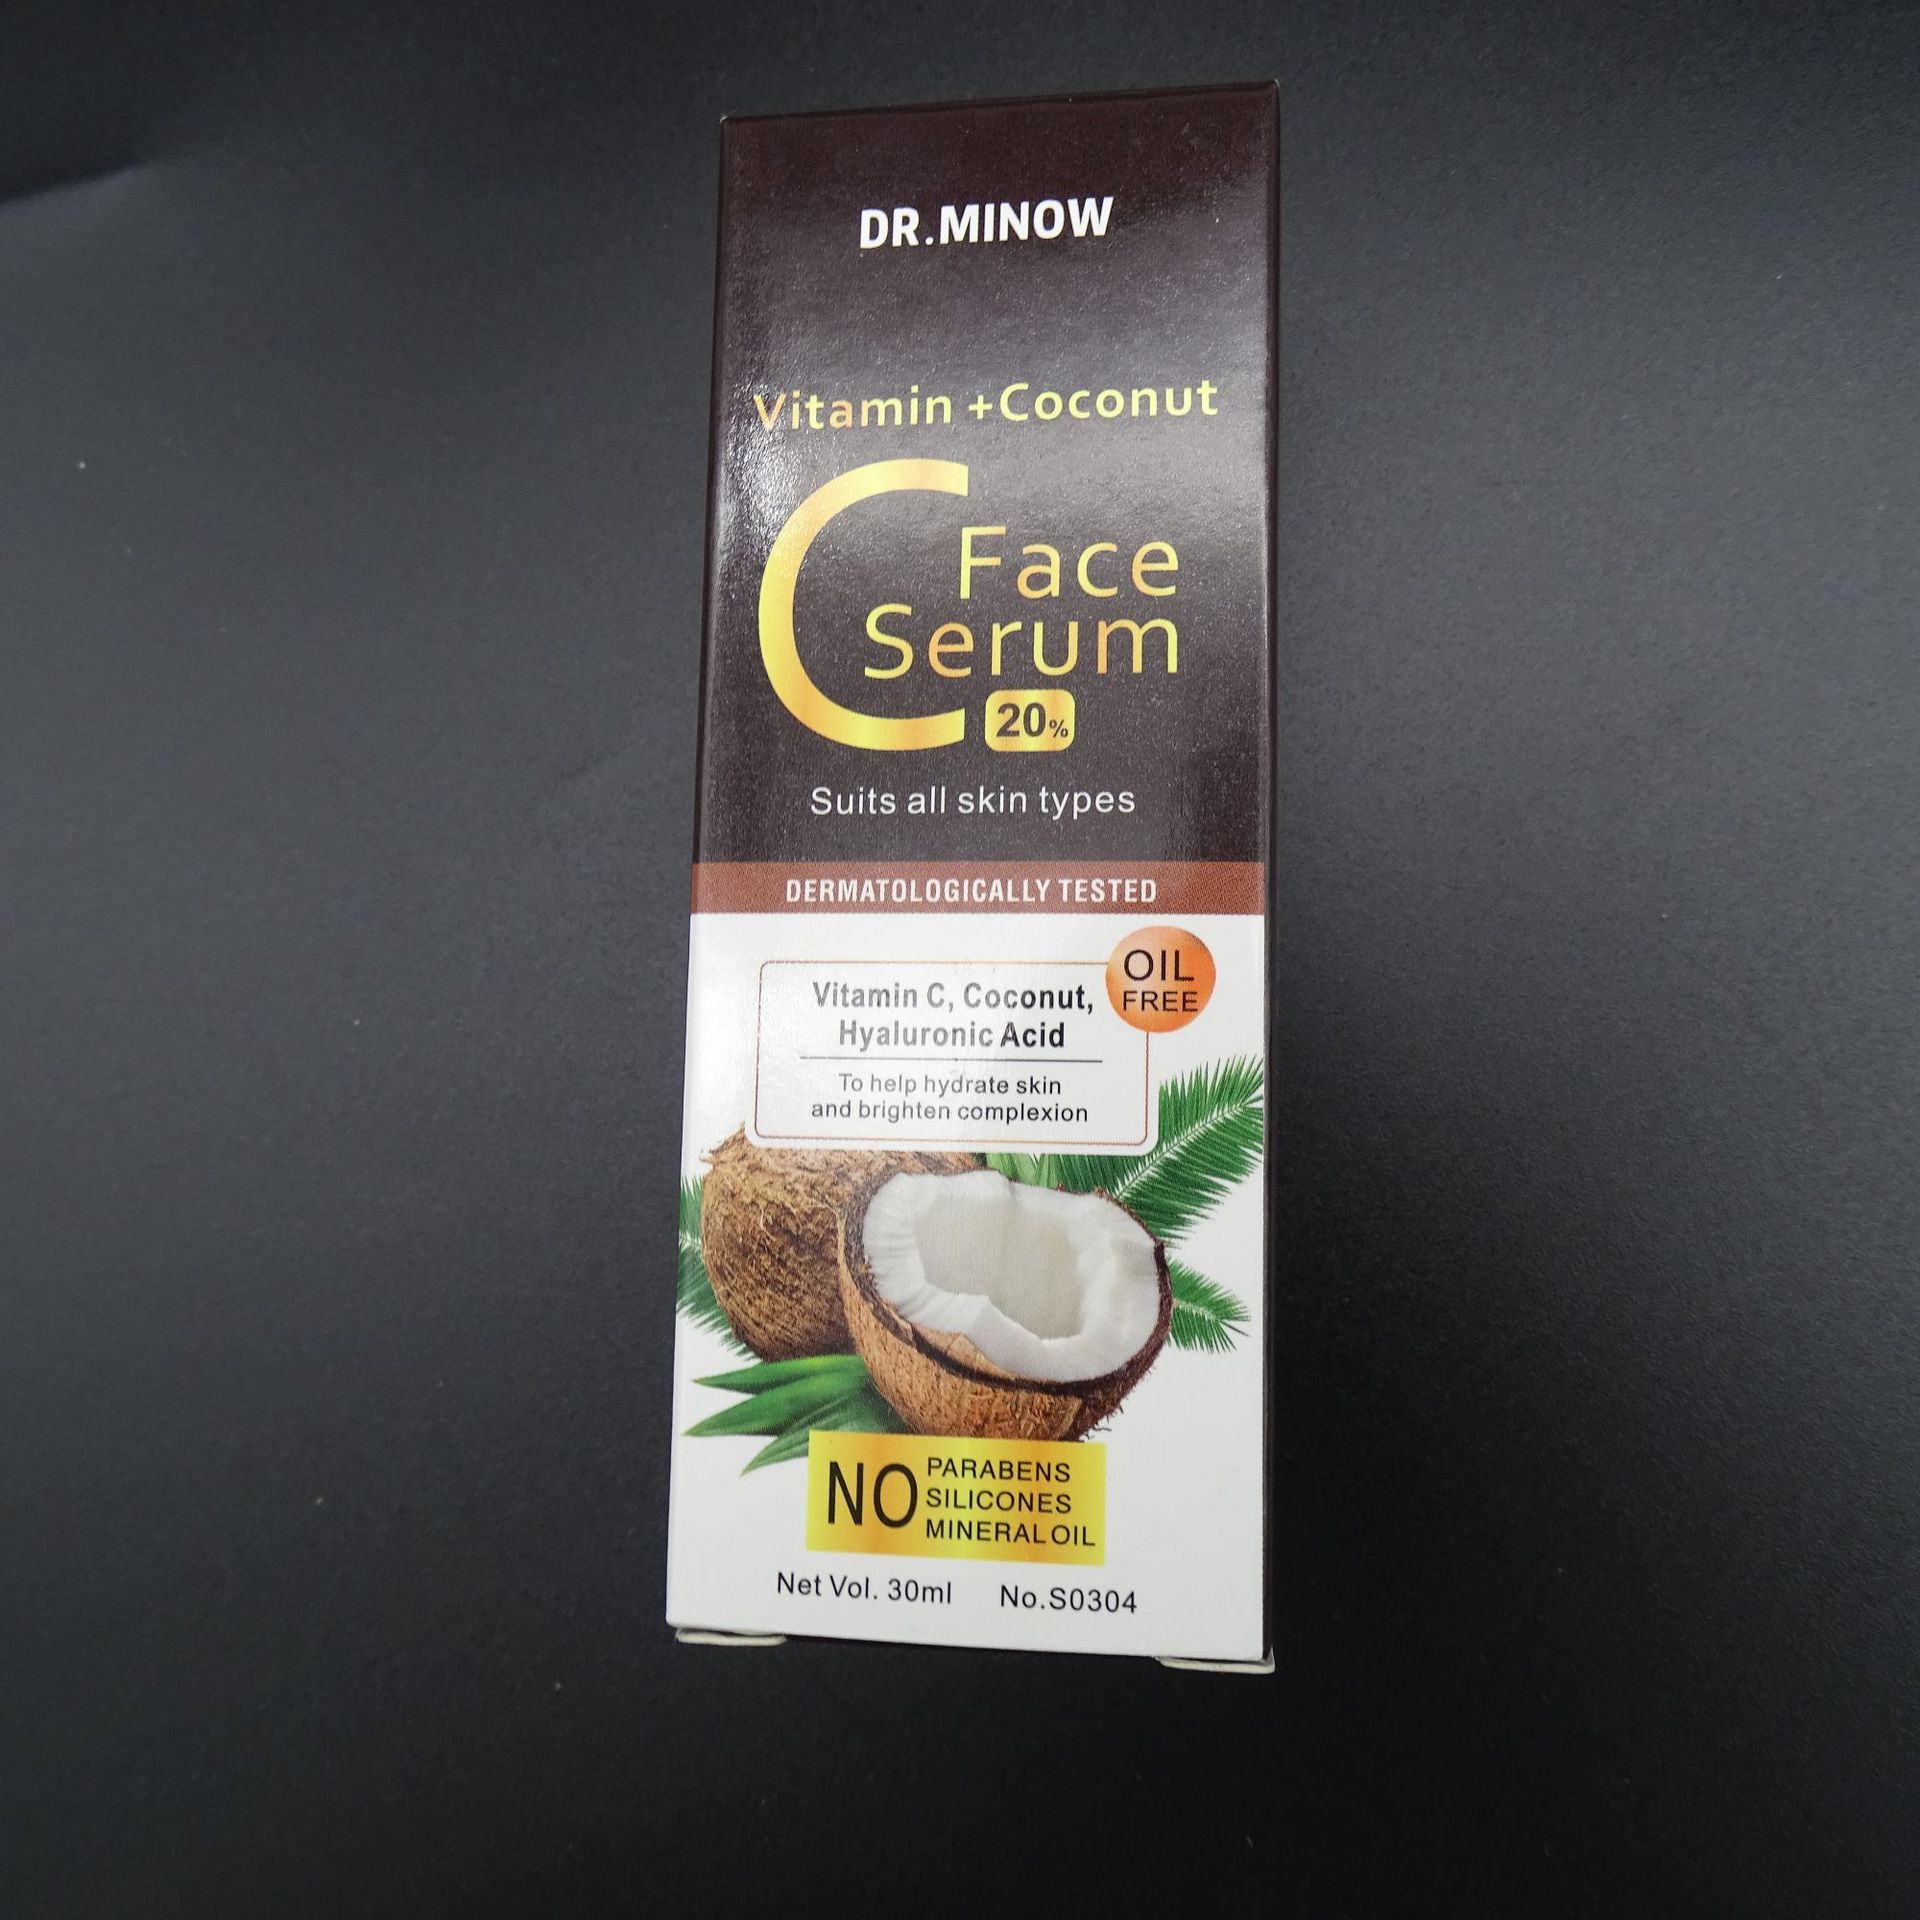 DR.MINOW
Vitamin +Coconut
C Face
Serum
20%
Suits all skin types
DERMATOLOGICALLY TESTED
OIL
FREE
Vitamin C, Coconut,
Hyaluronic Acid
To help hydrate skin
and brighten complexion
NO PARABENS
SILICONES
MINERAL OIL
Net Vol. 30ml No.S0304